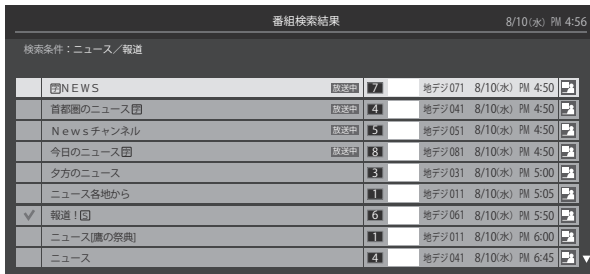 番組検索結果 8/10(水) PM 4:56
検索条件：ニュース／報道
字ＮＥＷＳ 放送中 7 地デジ071 8/10(水) PM 4:50
首都圏のニュース字 放送中 4 地デジ041 8/10(水) PM 4:50
Ｎｅｗｓチャンネル 放送中 5 地デジ051 8/10(水) PM 4:50
今日のニュース字 放送中 8 地デジ081 8/10(水) PM 4:50
夕方のニュース 3 地デジ031 8/10(水) PM 5:00
ニュース各地から 1 地デジ011 8/10(水) PM 5:05
報道！S 6 地デジ061 8/10(水) PM 5:50
ニュース[鷹の祭典] 1 地デジ011 8/10(水) PM 6:00
ニュース 4 地デジ041 8/10(水) PM 6:45